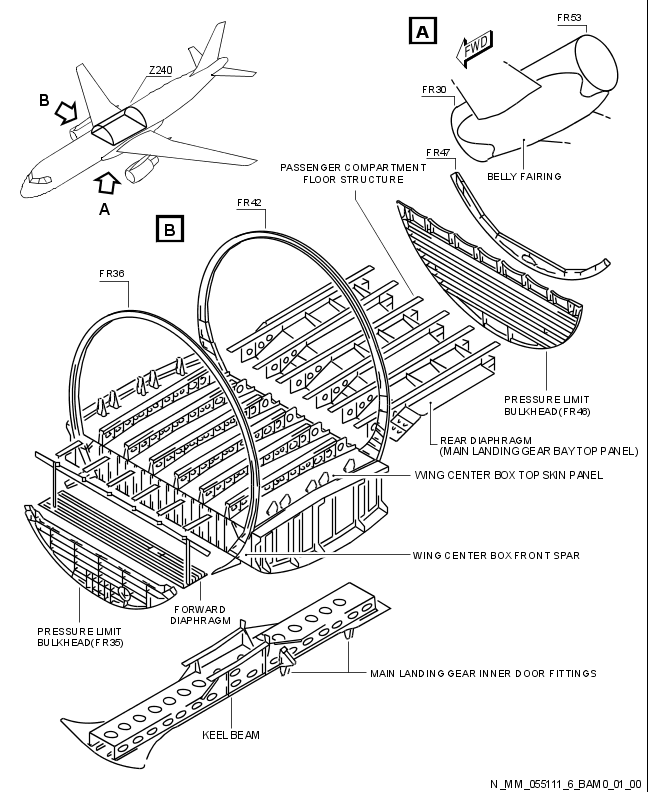 FR53
A
FWD
Z240
B
FR30
A
FR47
BELLY FAIRING
PASSENGER COMPARTMENT
FLOOR STRUCTURE
FR42
B
FR36
PRESSURE LIMIT
BULKHEAD(FR46)
REAR DIAPHRAGM
(MAIN LANDING GEAR BAY TOP PANEL)
WING CENTER BOX TOP SKIN PANEL
WING CENTER BOX FRONT SPAR
FORWARD
DIAPHRAGM
PRESSURE LIMIT
BULKHEAD(FR35)
MAIN LANDING GEAR INNER DOOR FITTINGS
KEEL BEAM
N_MM_055111_6_BAM0_01_00